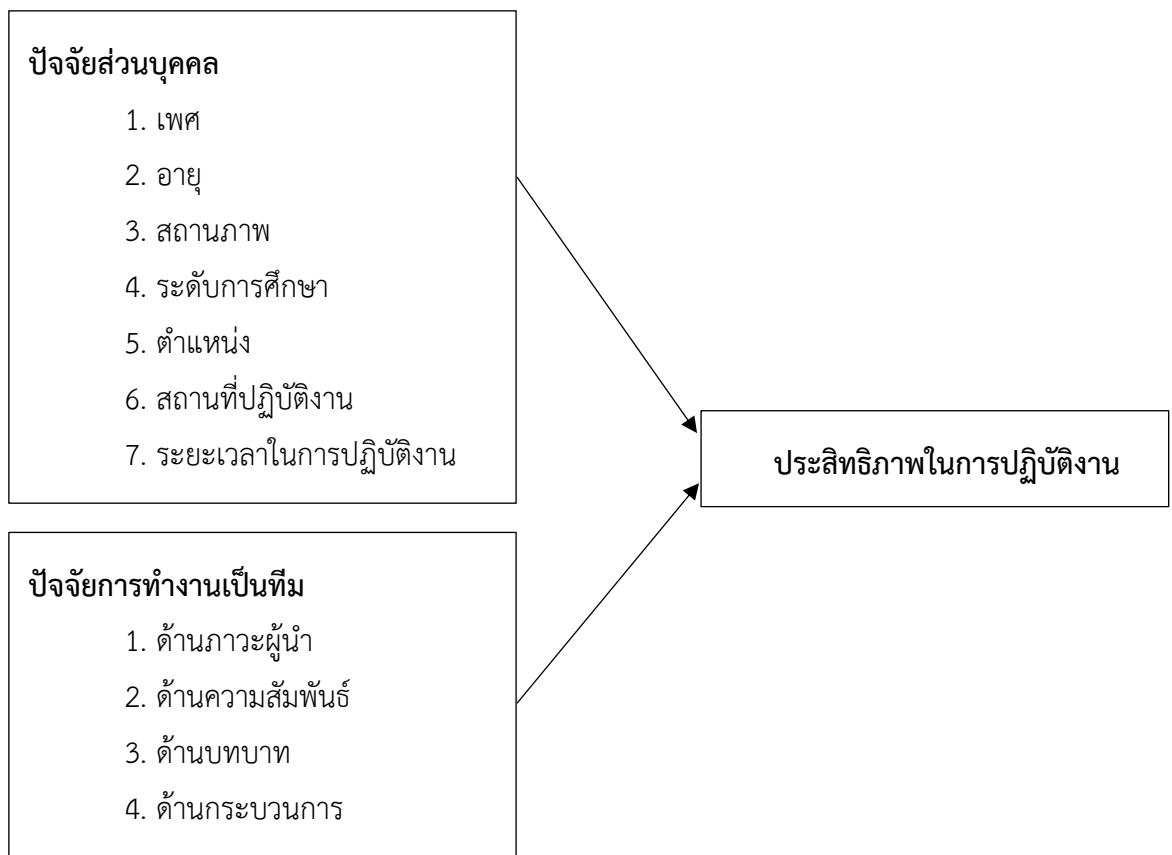 ปัจจัยส่วนบุคคล
1. เพศ
2. อายุ
3. สถานภาพ
4. ระดับการศึกษา
5. ตำแหน่ง
6. สถานที่ปฏิบัติงาน
7. ระยะเวลาในการปฏิบัติงาน
ประสิทธิภาพในการปฏิบัติงาน
ปัจจัยการทำงานเป็นทีม
1. ด้านภาวะผู้นำ
2. ด้านความสัมพันธ์
3. ด้านบทบาท
4. ด้านกระบวนการ